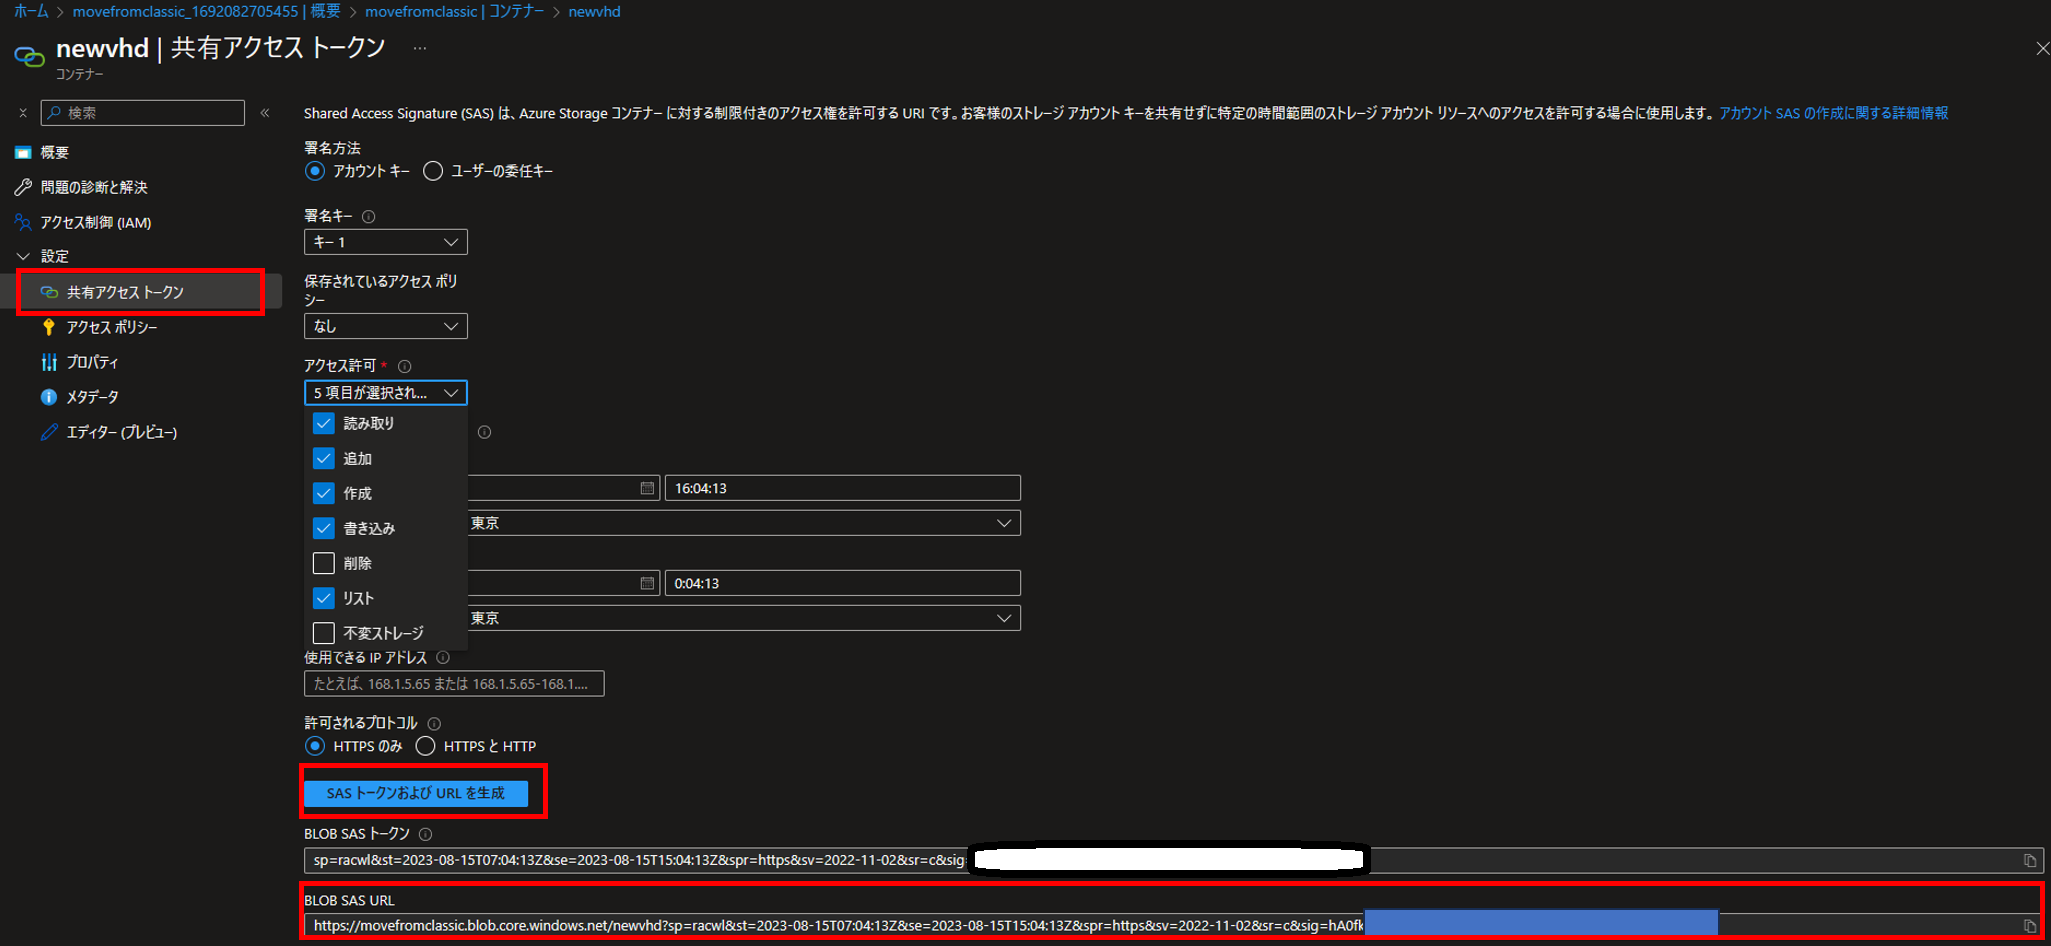 ホーム > movefromclassic_1692082705455 | 概要 > movefromclassic | コンテナー > newvhd
newvhd | 共有アクセス トークン ...
コンテナー
検索
概要
問題の診断と解決
アクセス制御 (IAM)
設定
共有アクセス トークン
アクセス ポリシー
プロパティ
メタデータ
エディター (プレビュー)
Shared Access Signature (SAS) は、Azure Storage コンテナー に対する制限付きのアクセス権を許可する URI です。お客様のストレージ アカウント キーを共有せずに特定の時間範囲のストレージ アカウント リソースへのアクセスを許可する場合に使用します。 アカウント SAS の作成に関する詳細情報
署名方法
アカウント キー ユーザーの委任キー
署名キー
キー 1
保存されているアクセス ポリ
シー
なし
アクセス許可 *
5 項目が選択され...
読み取り
追加
作成
書き込み
削除
リスト
不変ストレージ
16:04:13
東京
0:04:13
東京
使用できる IP アドレス
たとえば、168.1.5.65 または 168.1.5.65-168.1....
許可されるプロトコル
HTTPS のみ HTTPS と HTTP
SAS トークンおよび URL を生成
BLOB SAS トークン
sp=racwl&st=2023-08-15T07:04:13Z&se=2023-08-15T15:04:13Z&spr=https&sv=2022-11-02&sr=c&sig=
BLOB SAS URL
https://movefromclassic.blob.core.windows.net/newvhd?sp=racwl&st=2023-08-15T07:04:13Z&se=2023-08-15T15:04:13Z&spr=https&sv=2022-11-02&sr=c&sig=hA0fk